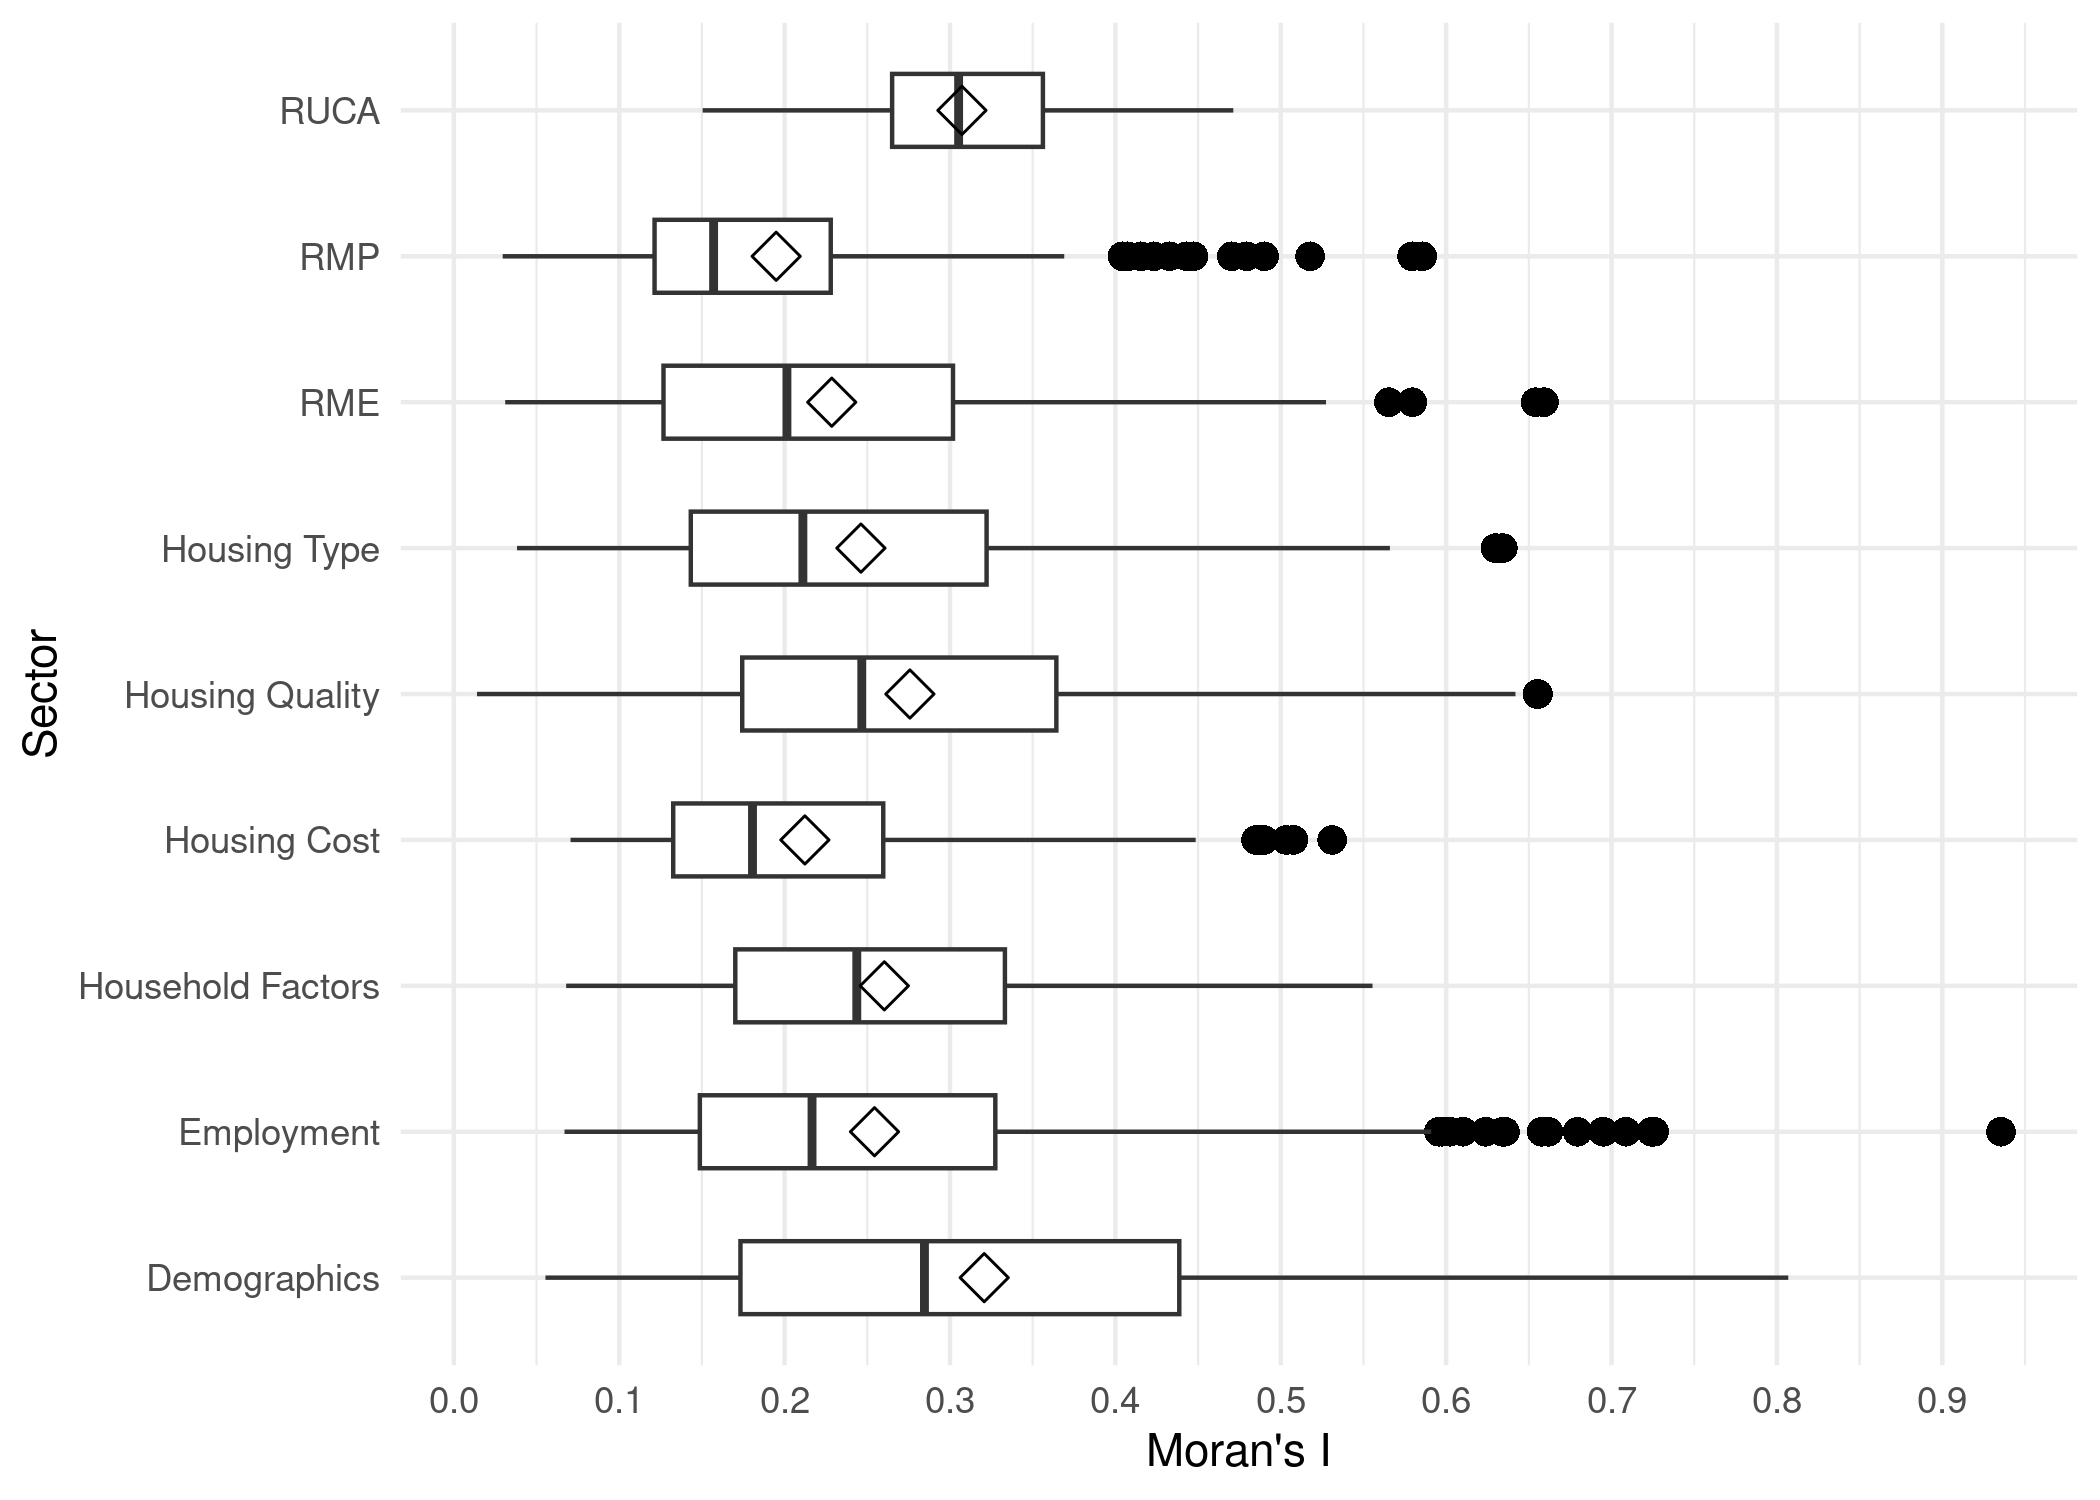 RUCA
RMP
RME
Housing Type
Housing Quality
Housing Cost
Household Factors
Employment
Demographics
Sector
0.0 0.1 0.2 0.3 0.4 0.5 0.6 0.7 0.8 0.9
Moran's I